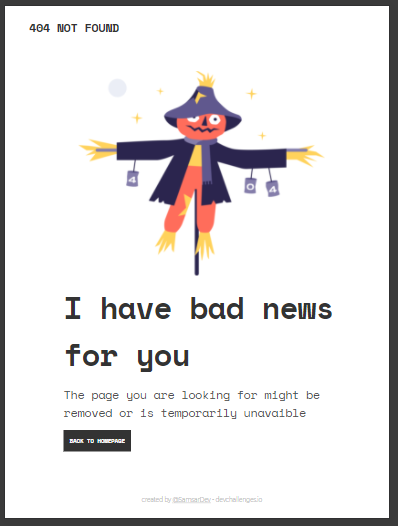 404 NOT FOUND
4
0
4
I have bad news
for you
The page you are looking for might be
removed or is temporarily unavaible
BACK TO HOMEPAGE
created by @SamsarDev - devchallenges.io